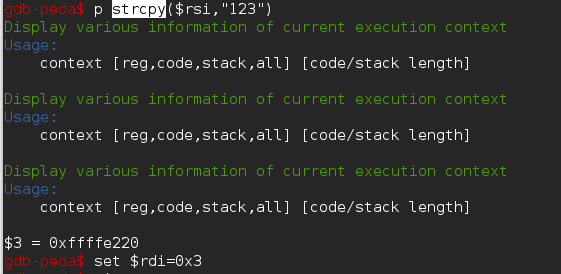 gdb-peda$ p strcpy($rsi,"123")
Display various information of current execution context
Usage:
    context [reg,code,stack,all] [code/stack length]

Display various information of current execution context
Usage:
    context [reg,code,stack,all] [code/stack length]

Display various information of current execution context
Usage:
    context [reg,code,stack,all] [code/stack length]

$3 = 0xffffe220
gdb-peda$ set $rdi=0x3